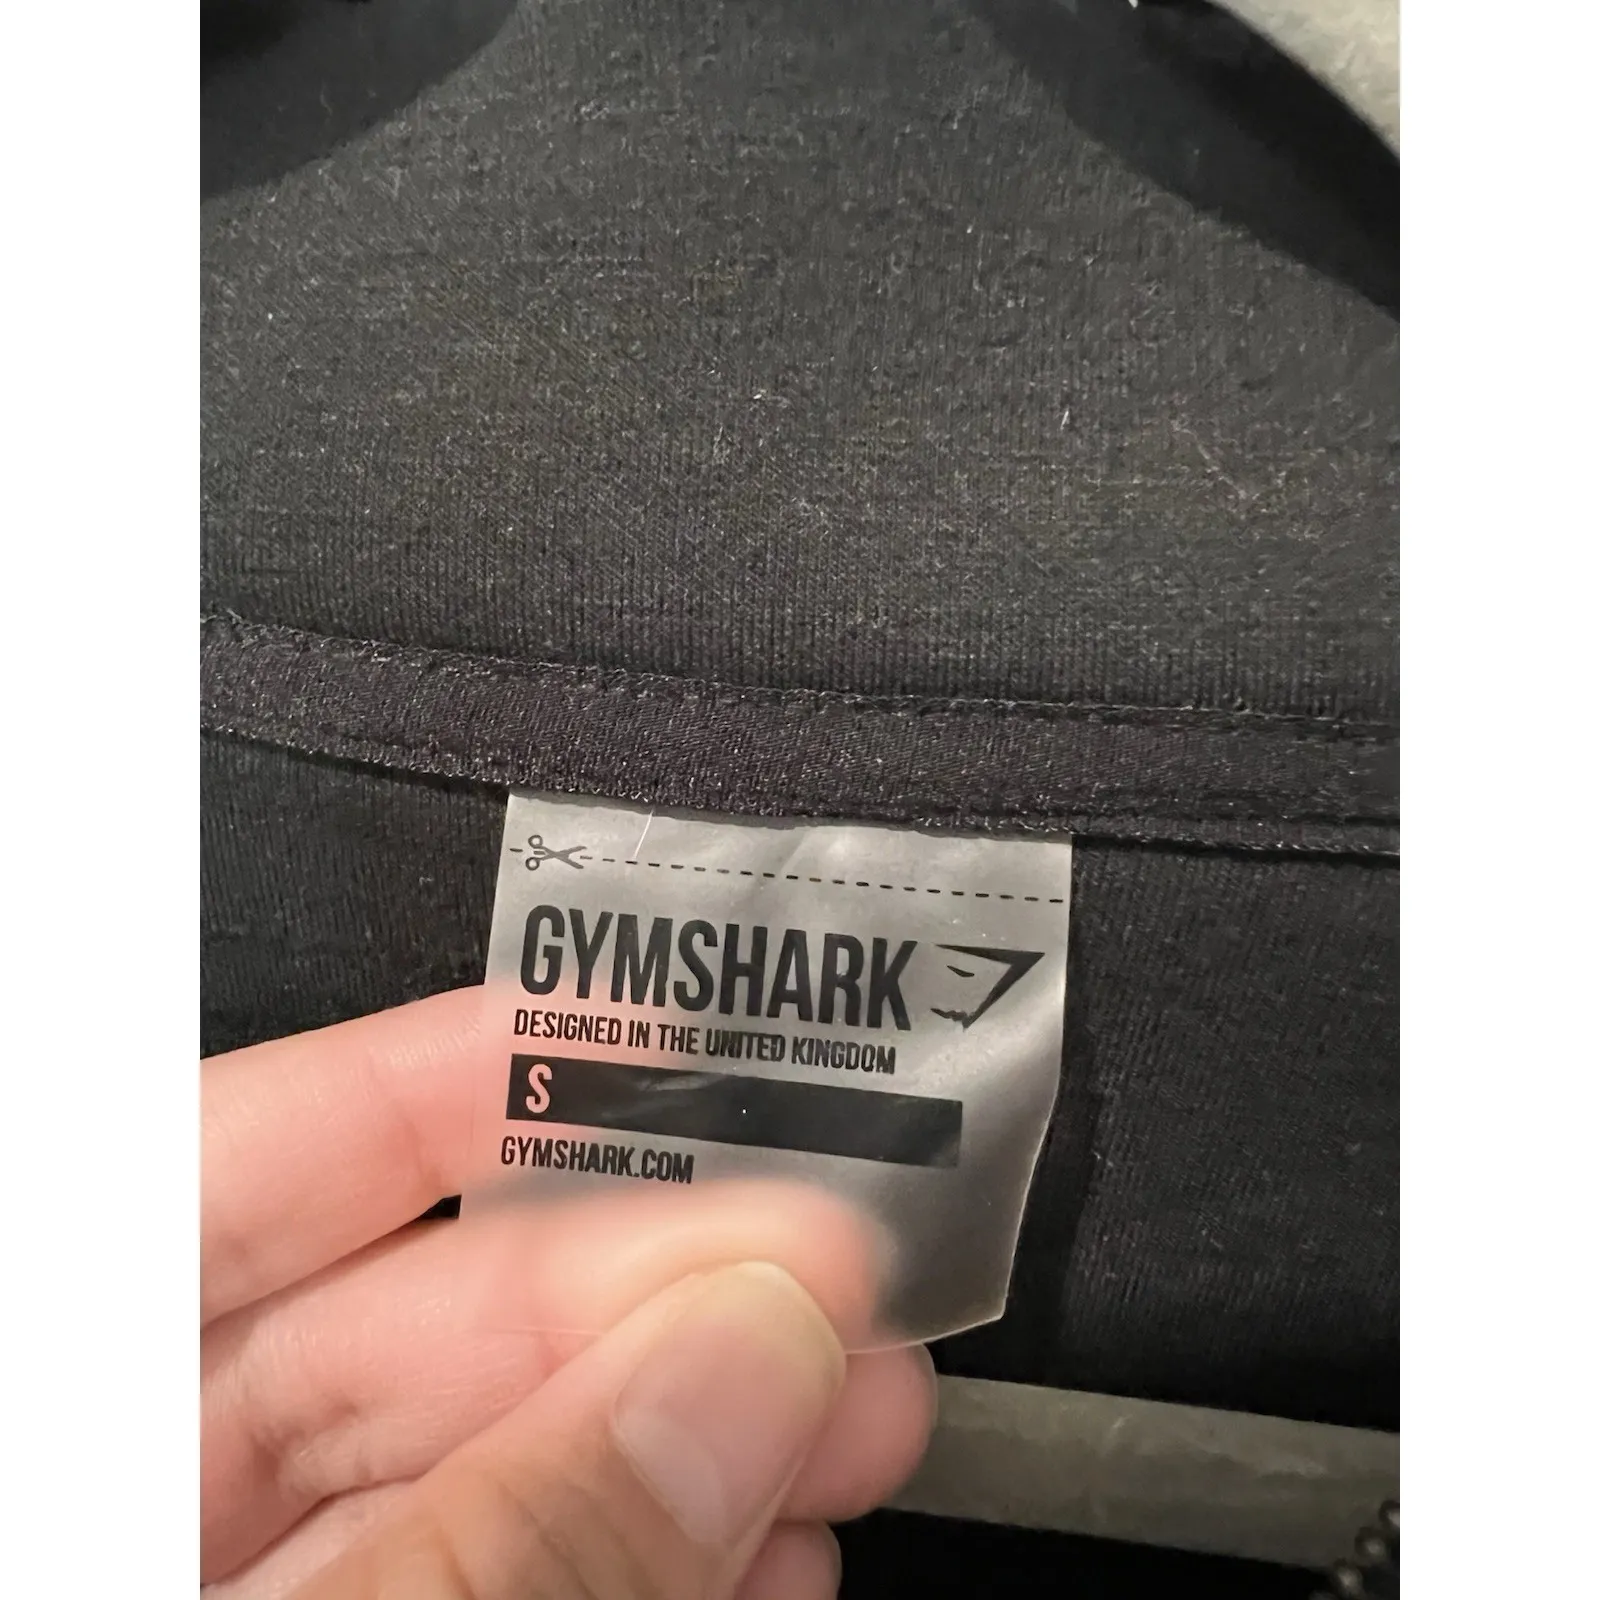 GYMSHARK
DESIGNED IN THE UNITED KINGDOM
S
GYMSHARK.COM